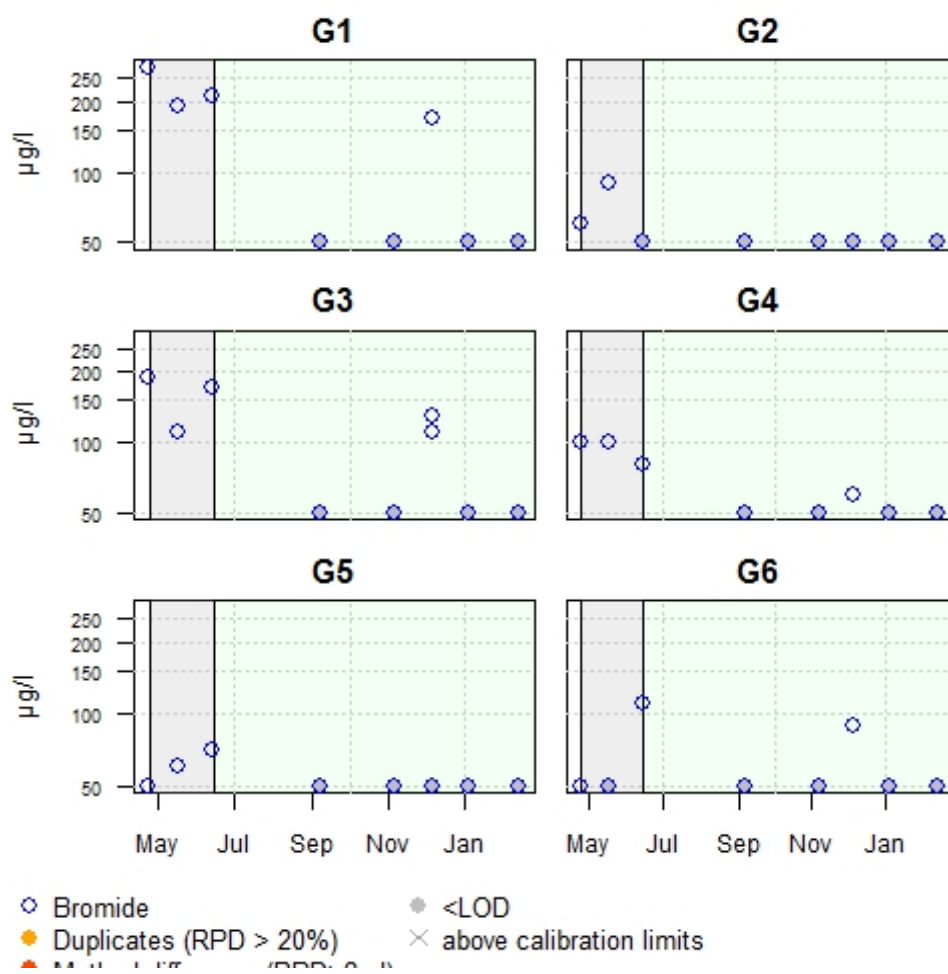 G1 G2
250
200
150
100
50
µg/l
G3 G4
250
200
150
100
50
µg/l
G5 G6
250
200
150
100
50
µg/l
May Jul Sep Nov Jan May Jul Sep Nov Jan
Bromide <LOD
Duplicates (RPD > 20%) above calibration limits